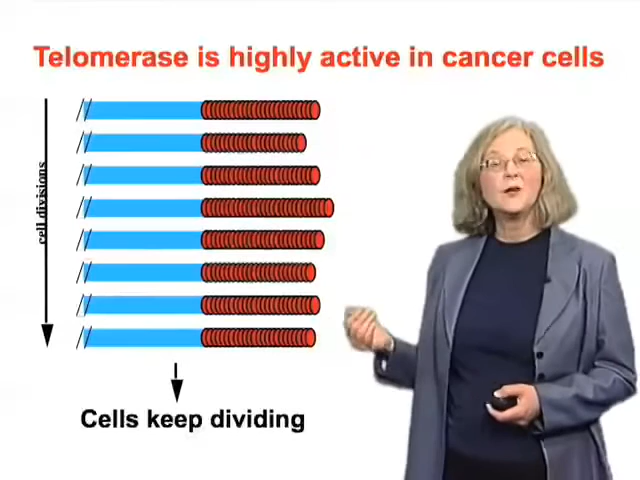 Telomerase is highly active in cancer cells
cell divisions
Cells keep dividing